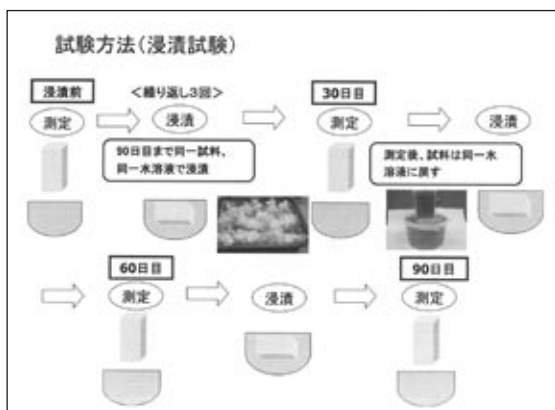 試験方法(浸漬試験)
浸漬前
<繰り返し3回>
30日目
測定
浸漬
測定
浸漬
90日目まで同一試料、
同一水溶液で浸漬
測定後、試料は同一水
溶液に戻す
60日目
90日目
測定
浸漬
測定